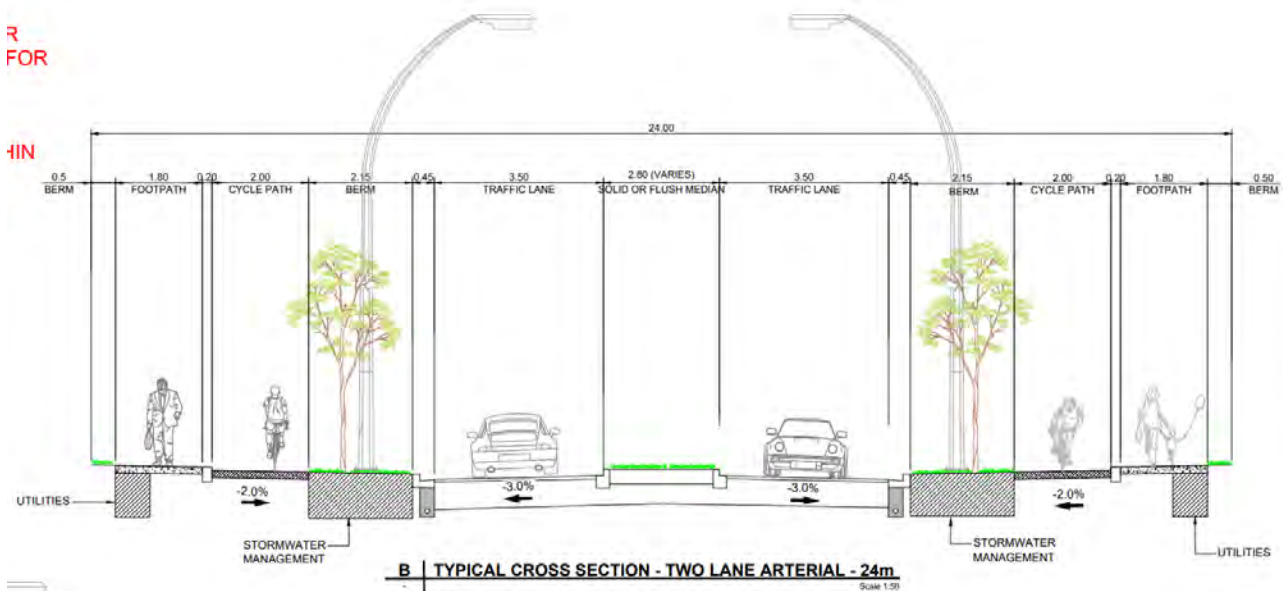 R
FOR
HIN
24.00
0.5 1.80 0.20 2.00 2.15 0.45 3.50 2.80 (VARIES) 3.50 0.45 2.15 2.00 0.20 1.80 0.50
BERM FOOTPATH CYCLE PATH BERM TRAFFIC LANE SOLID OR FLUSH MEDIAN TRAFFIC LANE BERM CYCLE PATH FOOTPATH BERM
-2.0% -3.0% -3.0% -2.0%
UTILITIES
STORMWATER
MANAGEMENT
STORMWATER
MANAGEMENT
UTILITIES
B TYPICAL CROSS SECTION - TWO LANE ARTERIAL - 24m
Scale 1:50